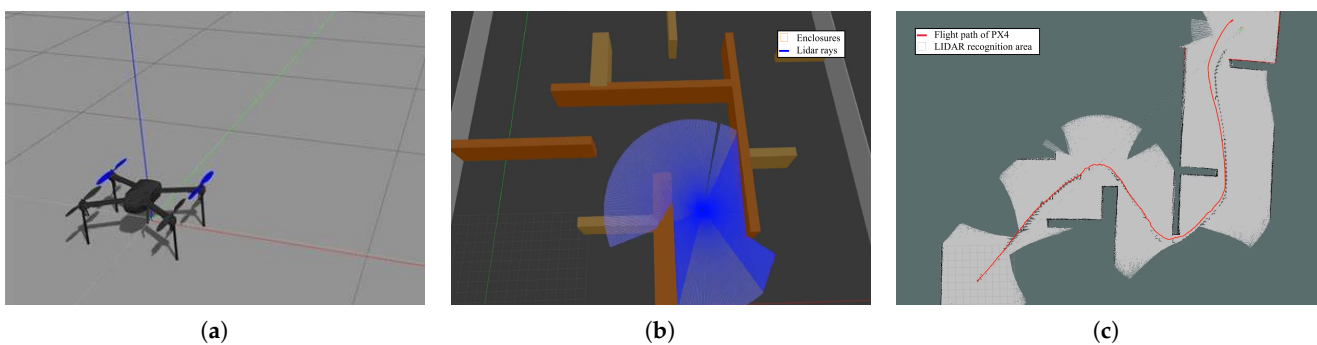 Enclosures
Lidar rays
Flight path of PX4
LIDAR recognition area
(a)
(b)
(c)